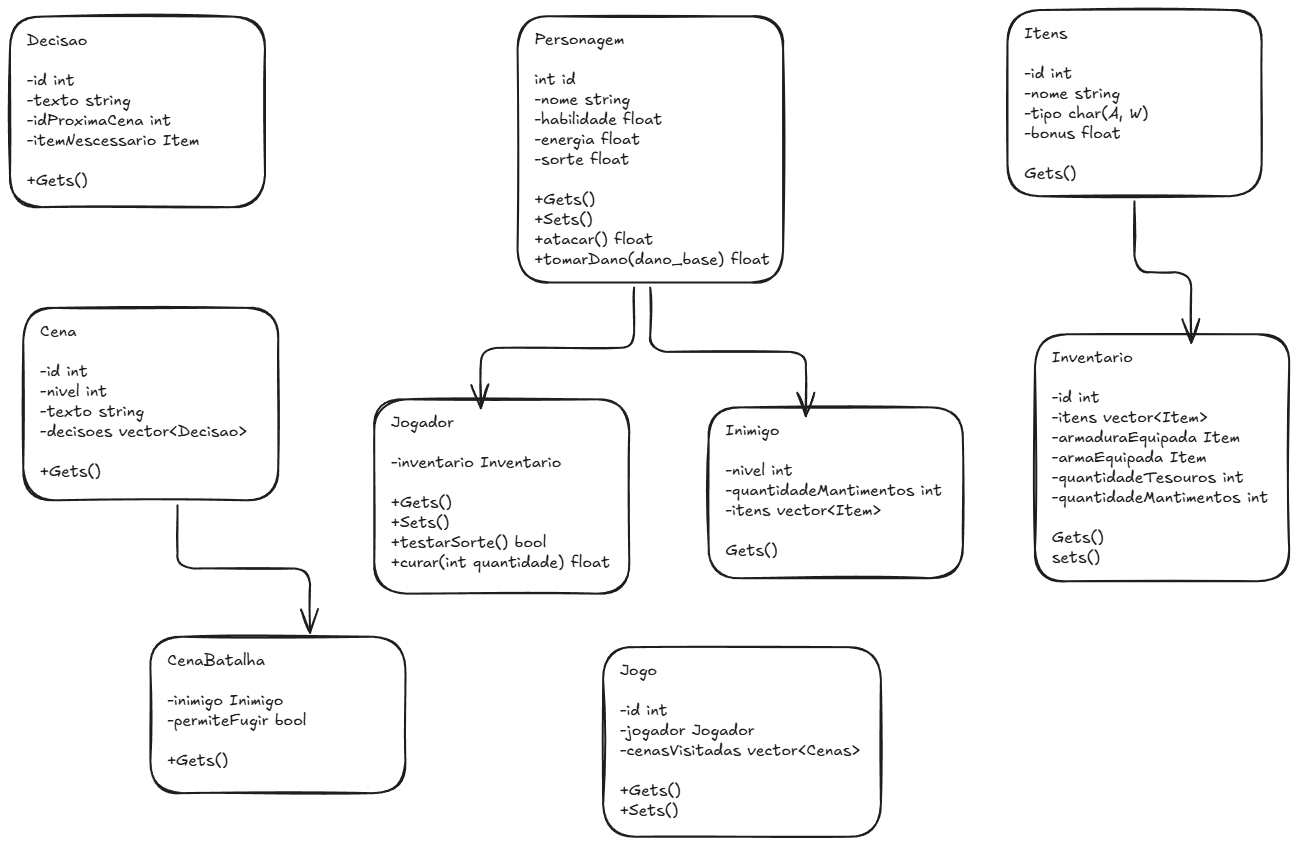 Decisao
-id int
-texto string
-idProximaCena int
-itemNescessario Item
+Gets()
Personagem
int id
-nome string
-habilidade float
-energia float
-sorte float
+Gets()
+Sets()
+atacar() float
+tomarDano(dano_base) float
Itens
-id int
-nome string
-tipo char(A, W)
-bonus float
Gets()
Cena
-id int
-nivel int
-texto string
-decisoes vector<Decisao>
+Gets()
Jogador
-inventario Inventario
+Gets()
+Sets()
+testarSorte() bool
+curar(int quantidade) float
Inimigo
-nivel int
-quantidadeMantimentos int
-itens vector<Item>
Gets()
Inventario
-id int
-itens vector<Item>
-armaduraEquipada Item
-armaEquipada Item
-quantidadeTesouros int
-quantidadeMantimentos int
Gets()
sets()
CenaBatalha
-inimigo Inimigo
-permiteFugir bool
+Gets()
Jogo
-id int
-jogador Jogador
-cenasVisitadas vector<Cenas>
+Gets()
+Sets()